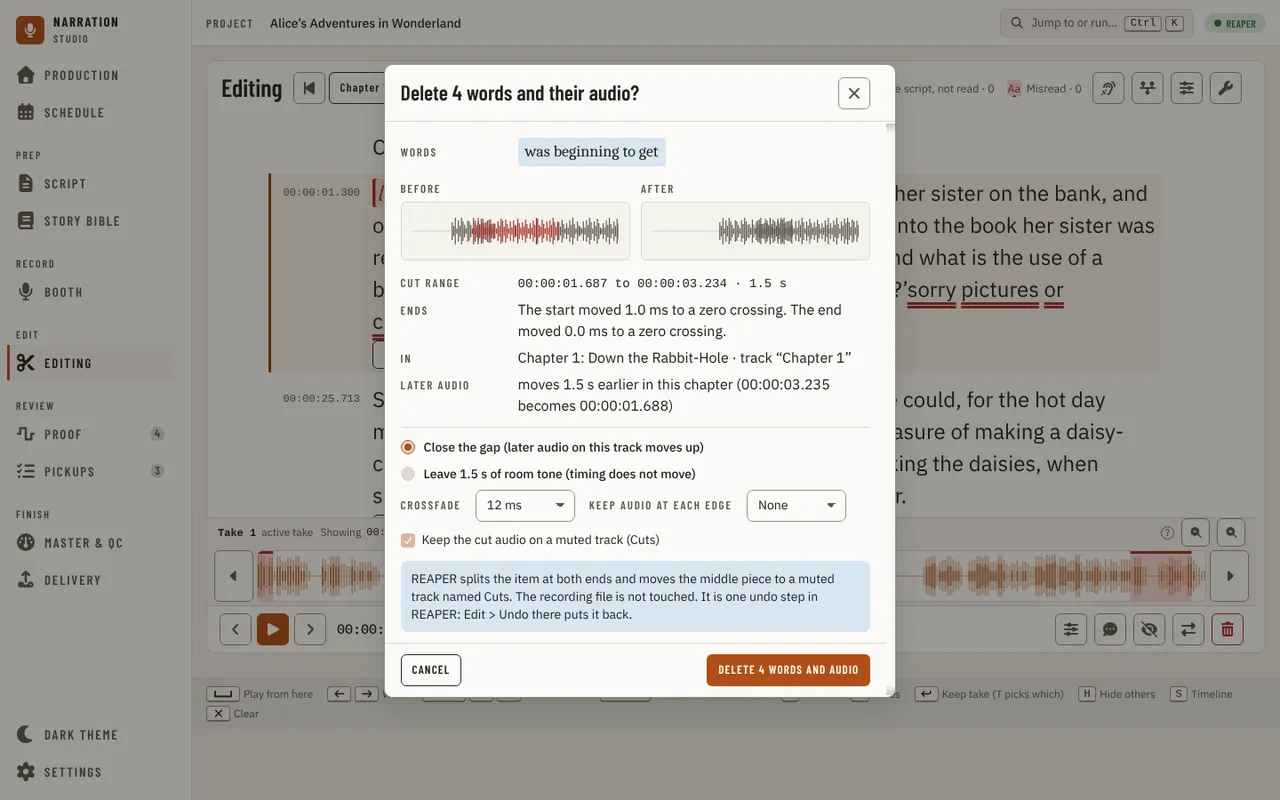 NARRATION
STUDIO
PRODUCTION
SCHEDULE
PREP
SCRIPT
STORY BIBLE
RECORD
BOOTH
EDIT
EDITING
REVIEW
PROOF 4
PICKUPS 3
FINISH
MASTER & QC
DELIVERY
DARK THEME
SETTINGS
PROJECT Alice's Adventures in Wonderland
Jump to or run... Ctrl K
REAPER
Editing Chapter
script, not read · 0 Aa Misread · 0
00:00:01.300
her sister on the bank, and
the book her sister was
what is the use of a
?’sorry pictures or
00:00:25.713
could, for the hot day
of making a daisy-
the daisies, when
Take 1 active take Showing
Delete 4 words and their audio?
WORDS was beginning to get
BEFORE AFTER
CUT RANGE 00:00:01.687 to 00:00:03.234 · 1.5 s
ENDS The start moved 1.0 ms to a zero crossing. The end
moved 0.0 ms to a zero crossing.
IN Chapter 1: Down the Rabbit-Hole · track “Chapter 1”
LATER AUDIO moves 1.5 s earlier in this chapter (00:00:03.235
becomes 00:00:01.688)
Close the gap (later audio on this track moves up)
Leave 1.5 s of room tone (timing does not move)
CROSSFADE 12 ms KEEP AUDIO AT EACH EDGE None
Keep the cut audio on a muted track (Cuts)
REAPER splits the item at both ends and moves the middle piece to a muted
track named Cuts. The recording file is not touched. It is one undo step in
REAPER: Edit > Undo there puts it back.
CANCEL DELETE 4 WORDS AND AUDIO
Play from here
Keep take (T picks which) H Hide others S Timeline
Clear